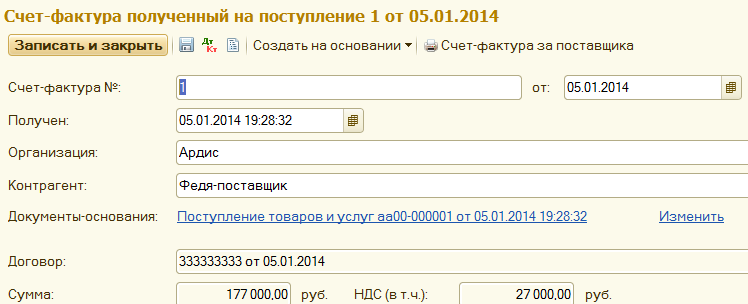 Счет-фактура полученный на поступление 1 от 05.01.2014
Записать и закрыть Дт Кт Создать на основании Счет-фактура за поставщика
Счет-фактура №: 1 от: 05.01.2014
Получен: 05.01.2014 19:28:32
Организация: Ардис
Контрагент: Федя-поставщик
Документы-основания: Поступление товаров и услуг аа00-000001 от 05.01.2014 19:28:32 Изменить
Договор: 333333333 от 05.01.2014
Сумма: 177 000,00 руб. НДС (в т.ч.): 27 000,00 руб.